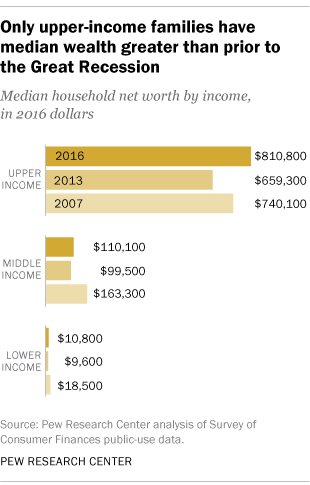 Only upper-income families have
median wealth greater than prior to
the Great Recession
Median household net worth by income,
in 2016 dollars
UPPER
INCOME
2016 $810,800
2013 $659,300
2007 $740,100
MIDDLE
INCOME
$110,100
$99,500
$163,300
LOWER
INCOME
$10,800
$9,600
$18,500
Source: Pew Research Center analysis of Survey of
Consumer Finances public-use data.
PEW RESEARCH CENTER